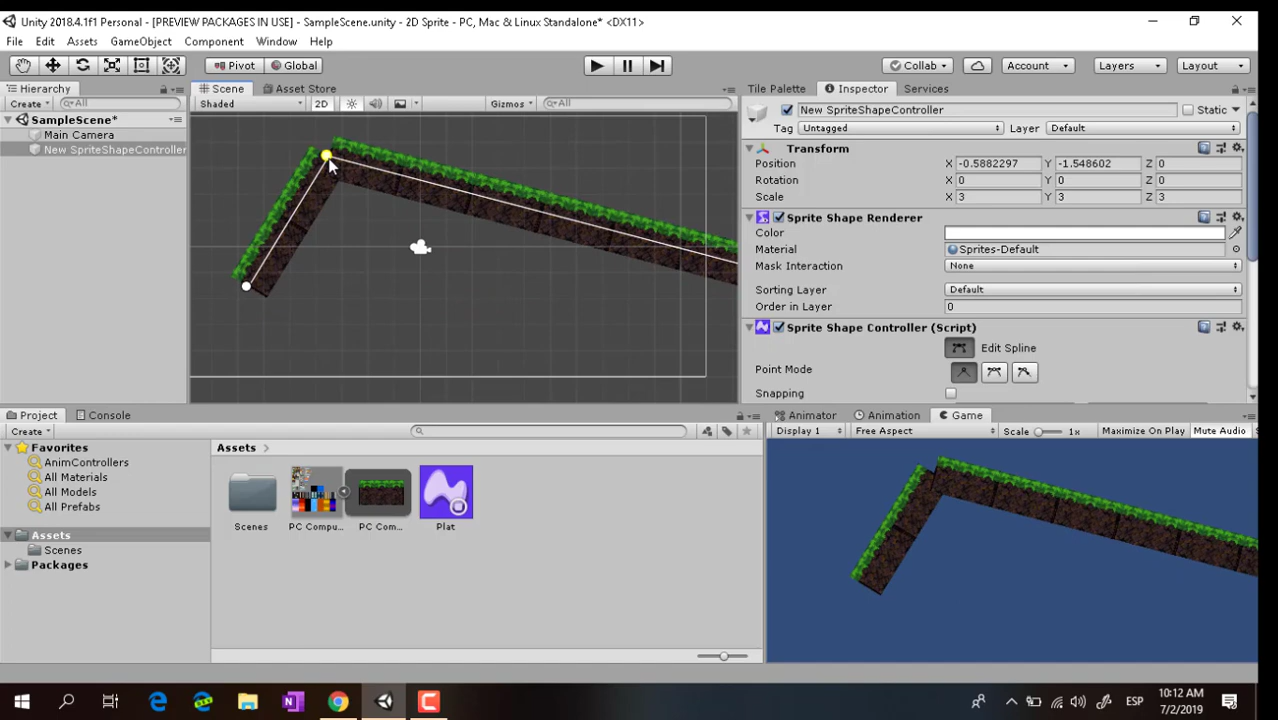 Unity 2018.4.1f1 Personal - [PREVIEW PACKAGES IN USE] - SampleScene.unity - 2D Sprite - PC, Mac & Linux Standalone* <DX11>
File Edit Assets GameObject Component Window Help
Pivot Global Collab Account Layers Layout
Hierarchy Scene Asset Store Tile Palette Inspector Services
Create All Shaded 2D Gizmos All New SpriteShapeController Static
SampleScene* Tag Untagged Layer Default
Main Camera
New SpriteShapeController
Transform
Position X -0.5882297 Y -1.548602 Z 0
Rotation X 0 Y 0 Z 0
Scale X 3 Y 3 Z 3
Sprite Shape Renderer
Color
Material Sprites-Default
Mask Interaction None
Sorting Layer Default
Order in Layer 0
Sprite Shape Controller (Script)
Edit Spline
Point Mode
Snapping
Project Console Animator Animation Game
Create Display 1 Free Aspect Scale 1x Maximize On Play Mute Audio
Favorites
AnimControllers
All Materials
All Models
All Prefabs
Assets
Scenes
Packages
Assets
Scenes PC Compu... PC Com... Plat
ESP 10:12 AM
7/2/2019